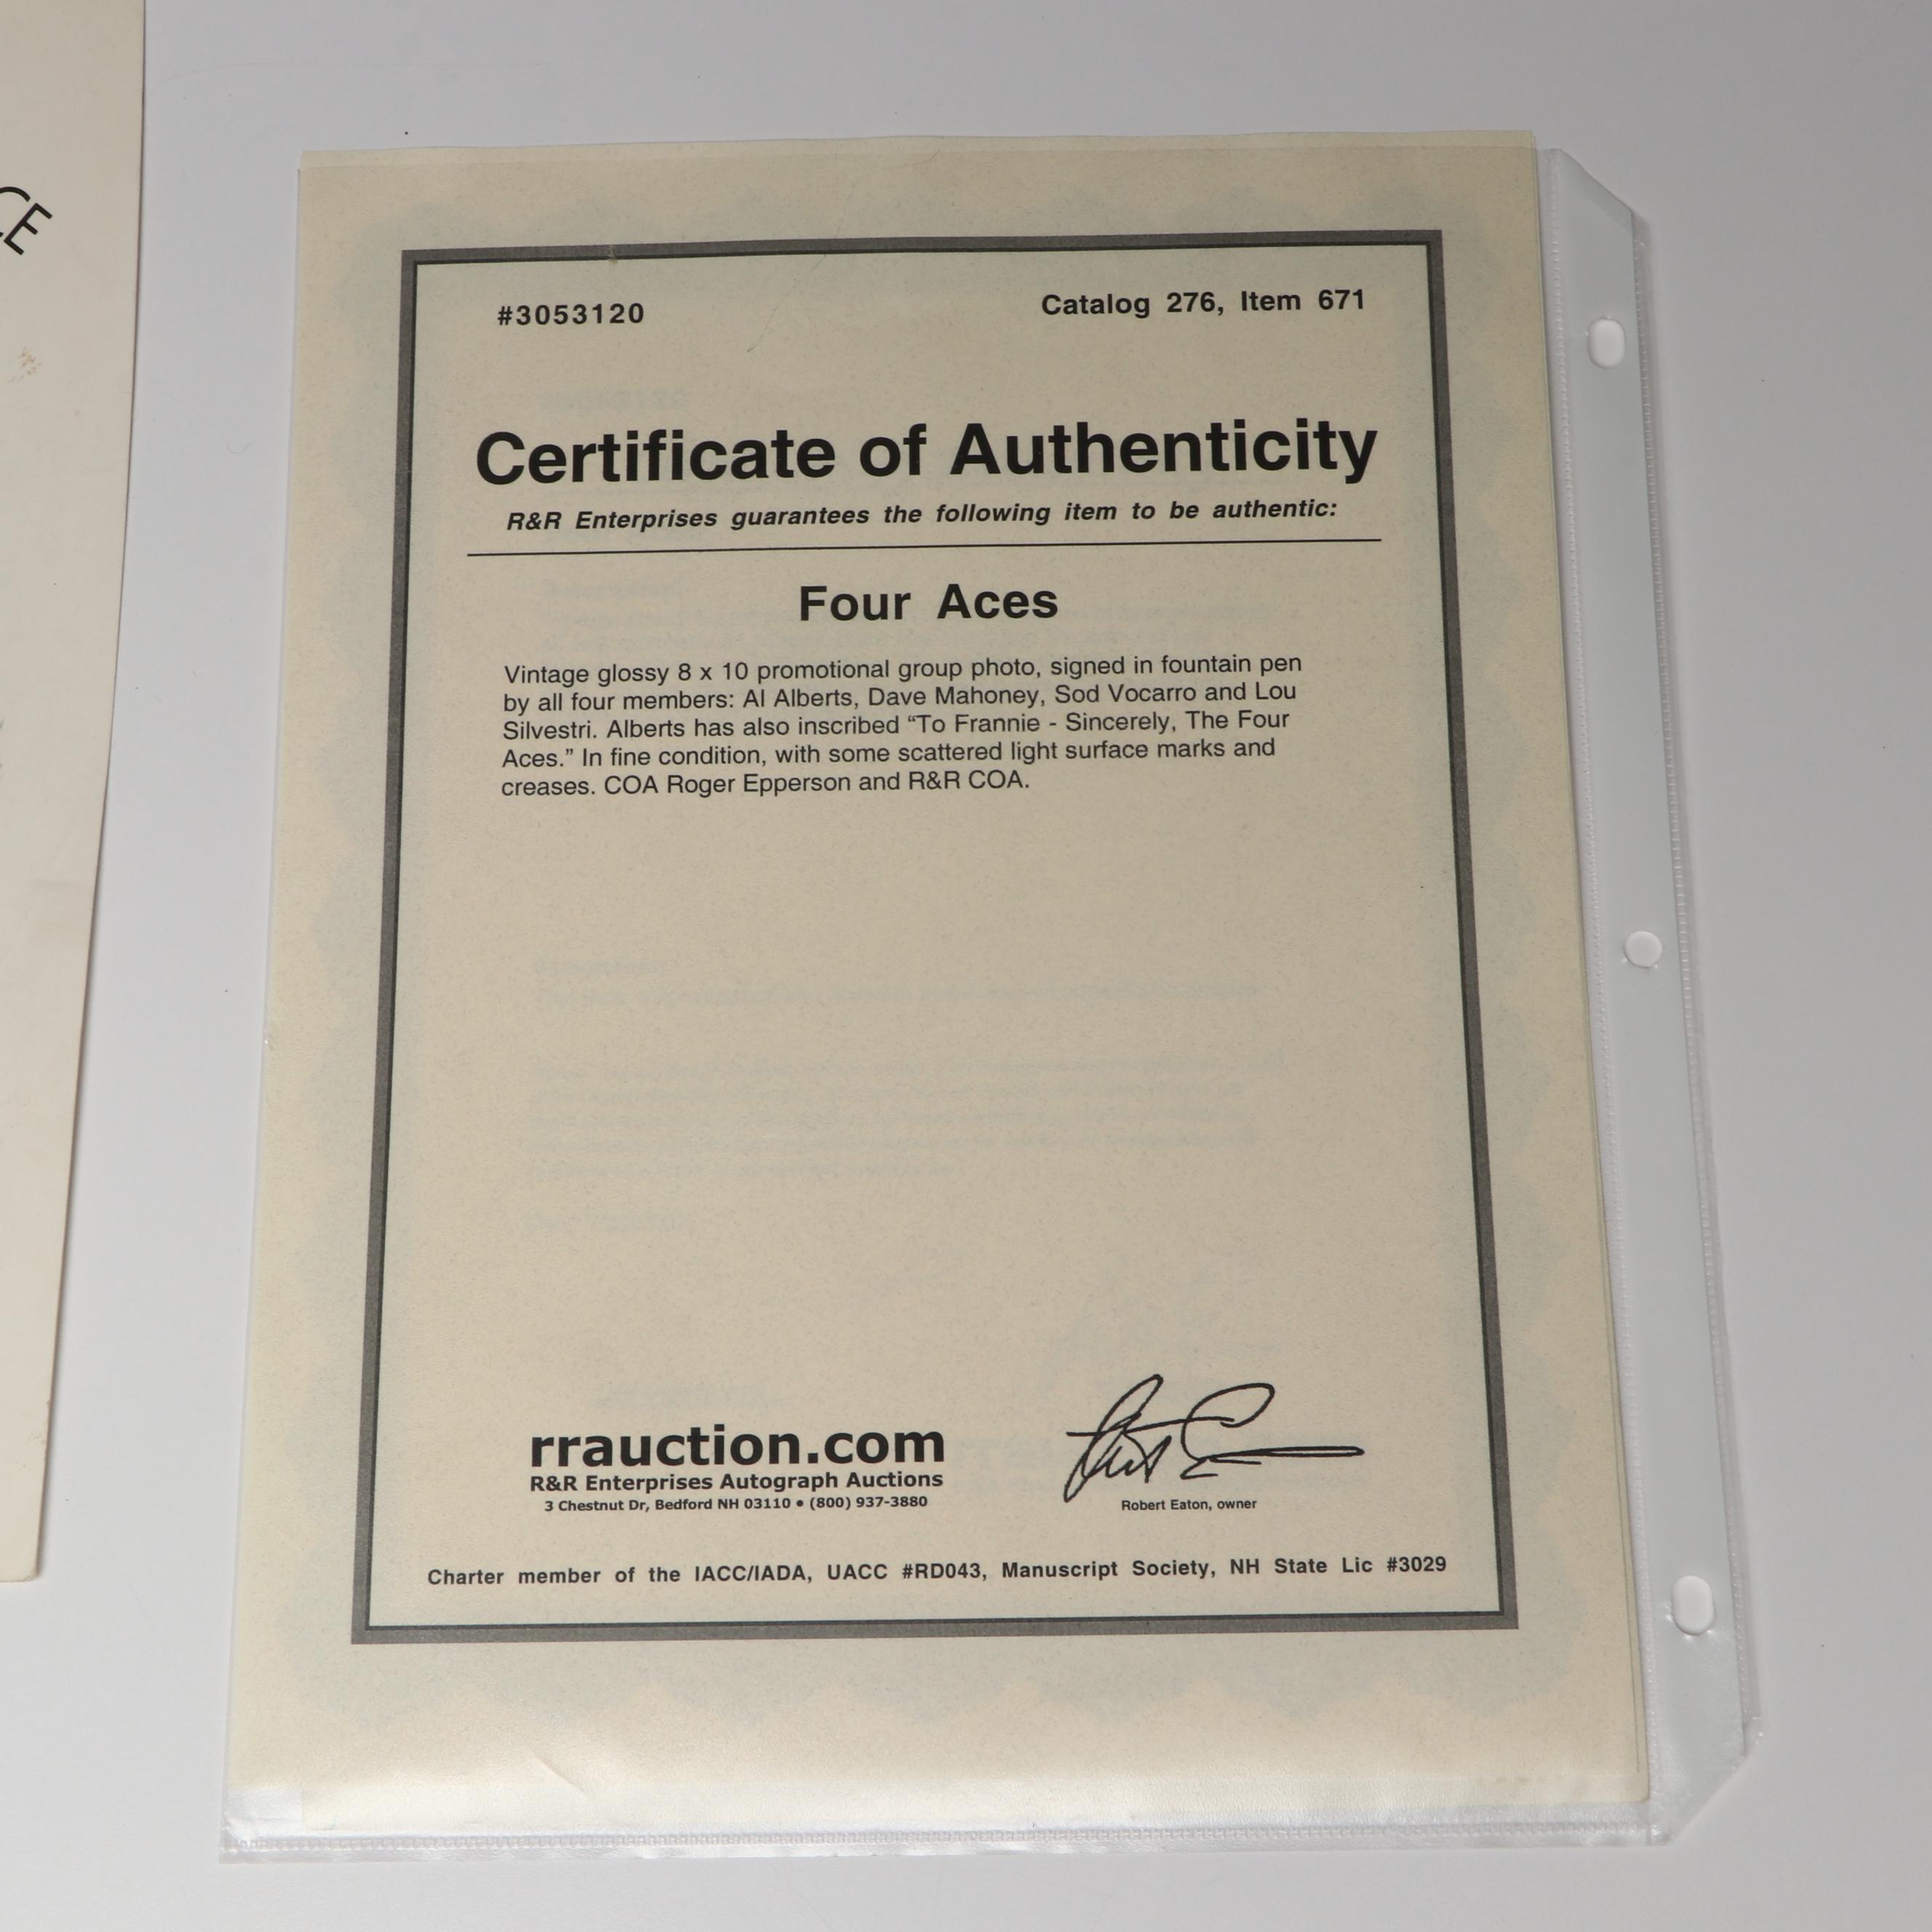 CE
#3053120
Catalog 276, Item 671
Certificate of Authenticity
R&R Enterprises guarantees the following item to be authentic:
Four Aces
Vintage glossy 8 x 10 promotional group photo, signed in fountain pen
by all four members: Al Alberts, Dave Mahoney, Sod Vocarro and Lou
Silvestri. Alberts has also inscribed “To Frannie - Sincerely, The Four
Aces.” In fine condition, with some scattered light surface marks and
creases. COA Roger Epperson and R&R COA.
rrauction.com
R&R Enterprises Autograph Auctions
3 Chestnut Dr, Bedford NH 03110 • (800) 937-3880
Robert Eaton, owner
Charter member of the IACC/IADA, UACC #RD043, Manuscript Society, NH State Lic #3029